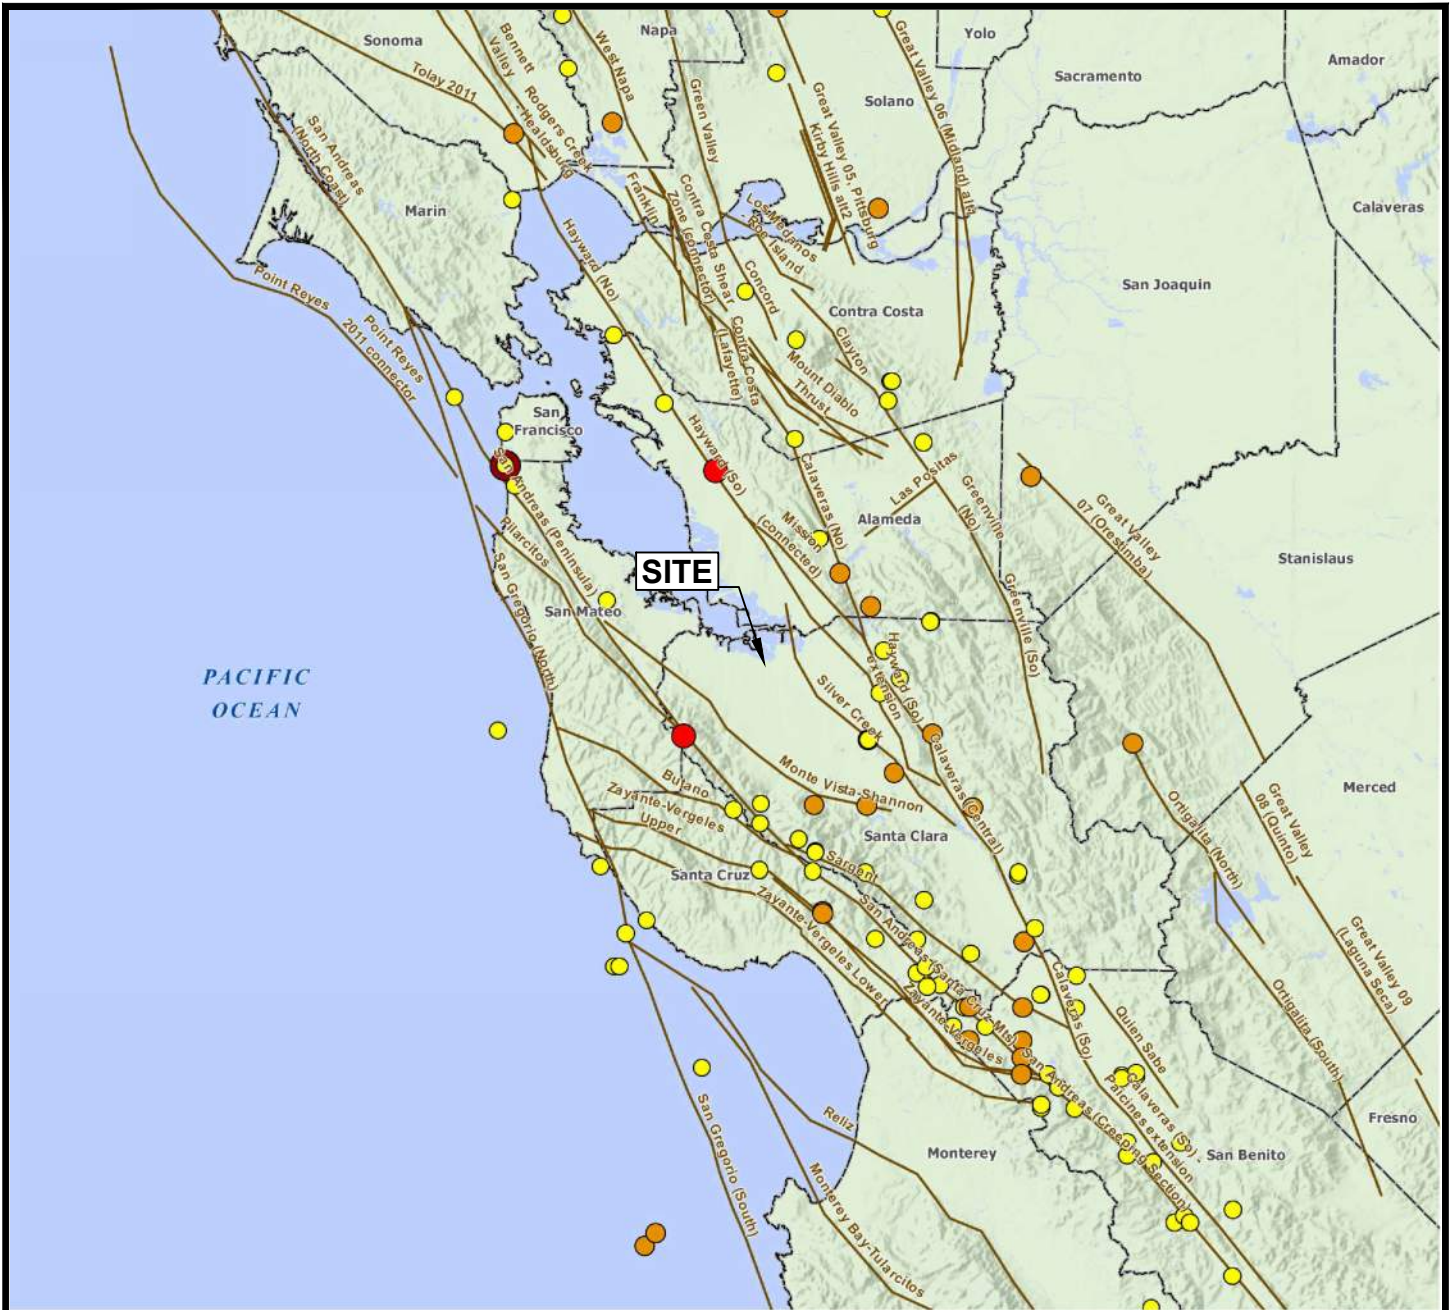 Sonoma
Napa
Yolo
Sacramento
Amador
Solano
Marin
Calaveras
San Joaquin
Contra Costa
San
Francisco
Alameda
Stanislaus
San Mateo
SITE
PACIFIC
OCEAN
Merced
Santa Clara
Santa Cruz
Monterey
San Benito
Fresno
Tolay 2011
Bennett
Valley
Rodgers Creek
- Healdsburg
West Napa
Green Valley
Great Valley 05, Pittsburg
Kirby Hills alt2
Great Valley 06 (Midland) alt1
San Andreas
(North Coast)
Franklin
Contra Costa Shear
Zone (connector)
Los Medanos
- Roe Island
Hayward (No)
Concord
Point Reyes
Point Reyes
2011 connector
Contra Costa
(Lafayette)
Clayton
Mount Diablo
Thrust
Hayward (So)
Calaveras (No)
Las Positas
Greenville
(No)
Great Valley
07 (Orestimba)
San Andreas (Peninsula)
Pilarcitos
Mission
(connected)
San Gregorio (North)
Greenville (So)
Hayward (So)
extension
Silver Creek
Calaveras (Central)
Monte Vista-Shannon
Butano
Zayante-Vergeles
Upper
Sargent
Ortigalita (North)
Great Valley
08 (Quinto)
Zayante-Vergeles Lower
San Andreas (Santa Cruz Mts)
Zayante-Vergeles
Calaveras (So)
Quien Sabe
Ortigalita (South)
Great Valley 09
(Laguna Seca)
San Andreas (Creeping Section)
Calaveras (So) -
Paicines extension
Reliz
San Gregorio (South)
Monterey Bay-Tularcitos